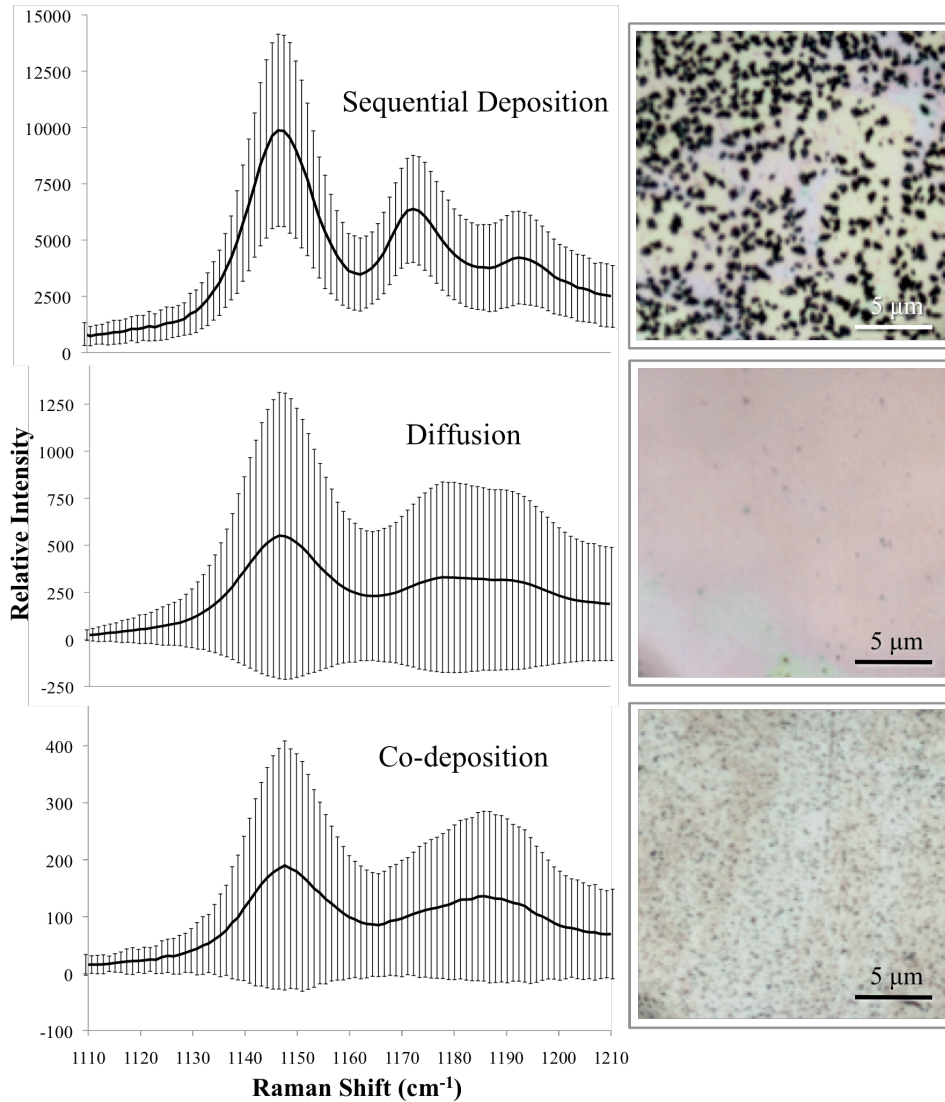 15000
12500
10000
7500
5000
2500
0
Sequential Deposition
5 μm
1250
750
500
250
0
-250
Diffusion
5 μm
Relative Intensity
400
300
200
100
0
-100
Co-deposition
5 μm
1110 1120 1130 1140 1150 1160 1170 1180 1190 1200 1210
Raman Shift (cm-1)